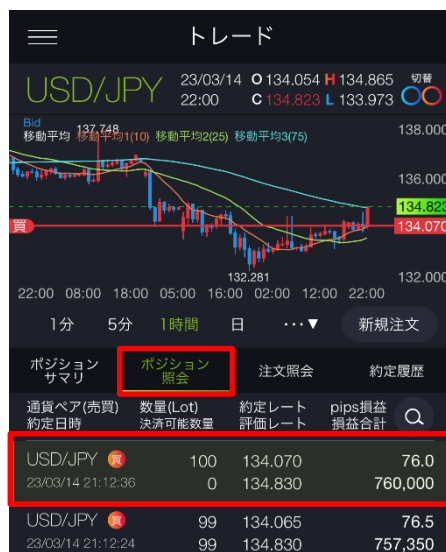 トレード
USD/JPY 23/03/14 O 134.054 H 134.865 切替
22:00 C 134.823 L 133.973
Bid
137.748
移動平均 移動平均1(10) 移動平均2(25) 移動平均3(75) 138.000
136.000
134.823
買 134.070
132.281
132.000
22:00 08:00 18:00 05:00 16:00 02:00 12:00 22:00
1分 5分 1時間 日 ･･･▼ 新規注文
ポジション
サマリ
ポジション
照会
注文照会
約定履歴
通貨ペア(売買) 数量(Lot) 約定レート pips損益
約定日時 決済可能数量 評価レート 損益合計
USD/JPY 買 100 134.070 76.0
23/03/14 21:12:36 0 134.830 760,000
USD/JPY 買 99 134.065 76.5
23/03/14 21:12:24 99 134.830 757,350